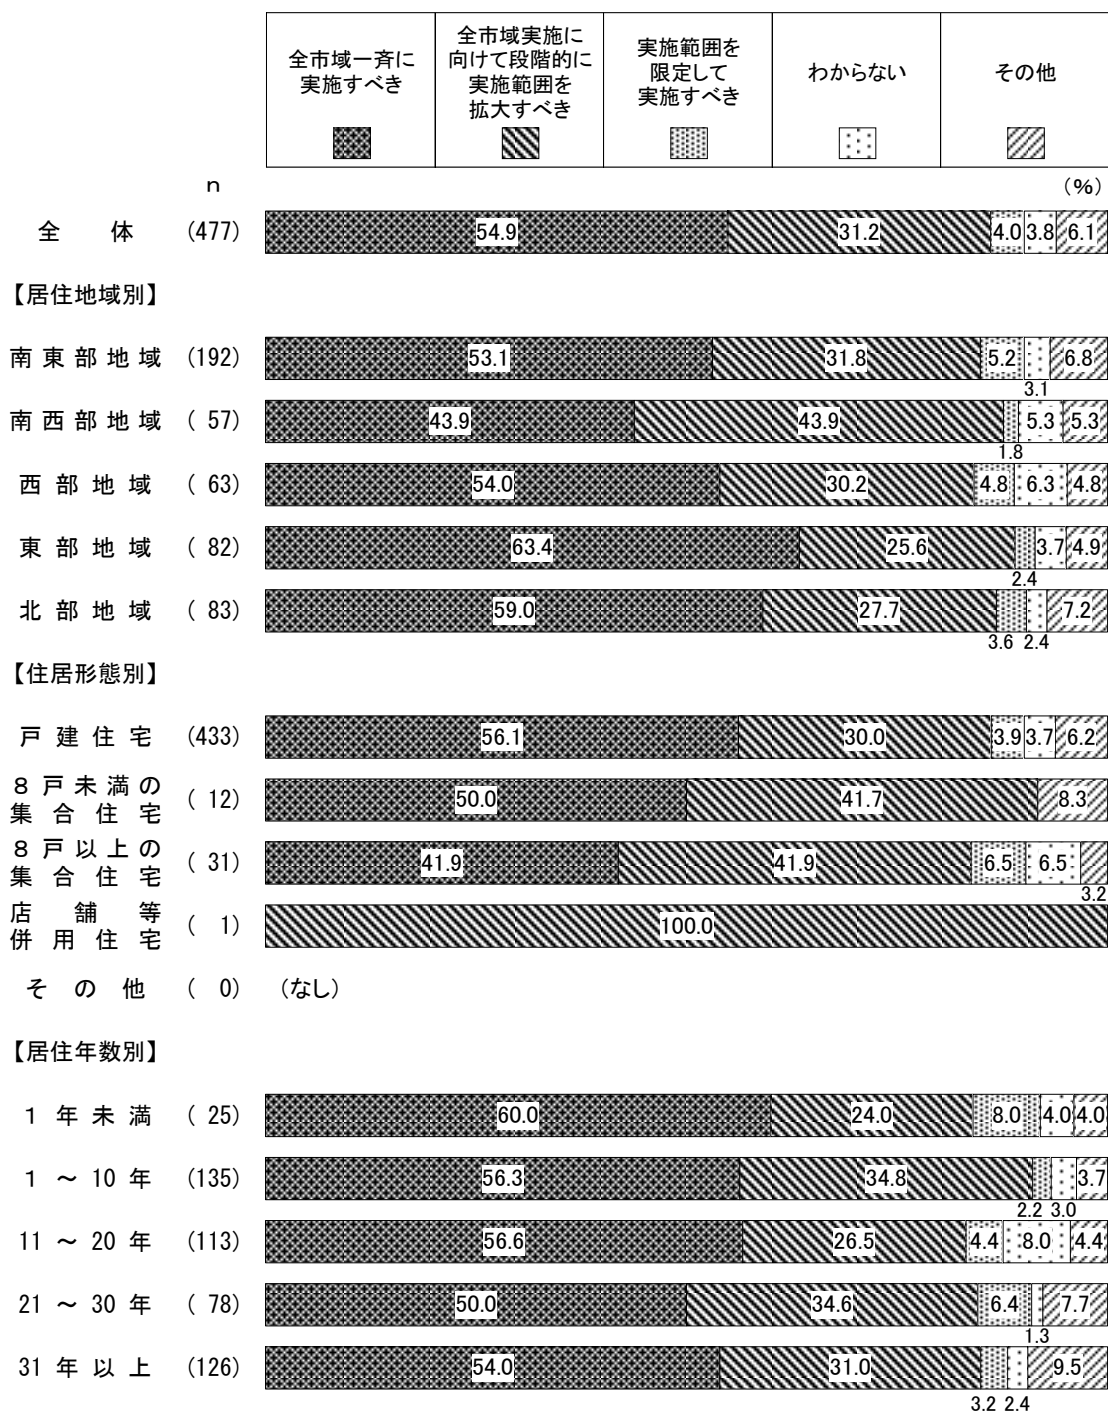 全市域一斉に
実施すべき
全市域実施に
向けて段階的に
実施範囲を
拡大すべき
実施範囲を
限定して
実施すべき
わからない
その他
n
(%)
全体 (477) 54.9 31.2 4.0 3.8 6.1
【居住地域別】
南東部地域 (192) 53.1 31.8 5.2 6.8
3.1
南西部地域 ( 57) 43.9 43.9 5.3 5.3
1.8
西部地域 ( 63) 54.0 30.2 4.8 6.3 4.8
東部地域 ( 82) 63.4 25.6 3.7 4.9
2.4
北部地域 ( 83) 59.0 27.7 7.2
3.6 2.4
【住居形態別】
戸建住宅 (433) 56.1 30.0 3.9 3.7 6.2
8戸未満の
集合住宅
( 12) 50.0 41.7 8.3
8戸以上の
集合住宅
( 31) 41.9 41.9 6.5 6.5
3.2
店舗等
併用住宅
( 1) 100.0
その他 ( 0) (なし)
【居住年数別】
1年未満 ( 25) 60.0 24.0 8.0 4.0 4.0
1~10年 (135) 56.3 34.8 3.7
2.2 3.0
11~20年 (113) 56.6 26.5 4.4 8.0 4.4
21~30年 ( 78) 50.0 34.6 6.4 7.7
1.3
31年以上 (126) 54.0 31.0 9.5
3.2 2.4